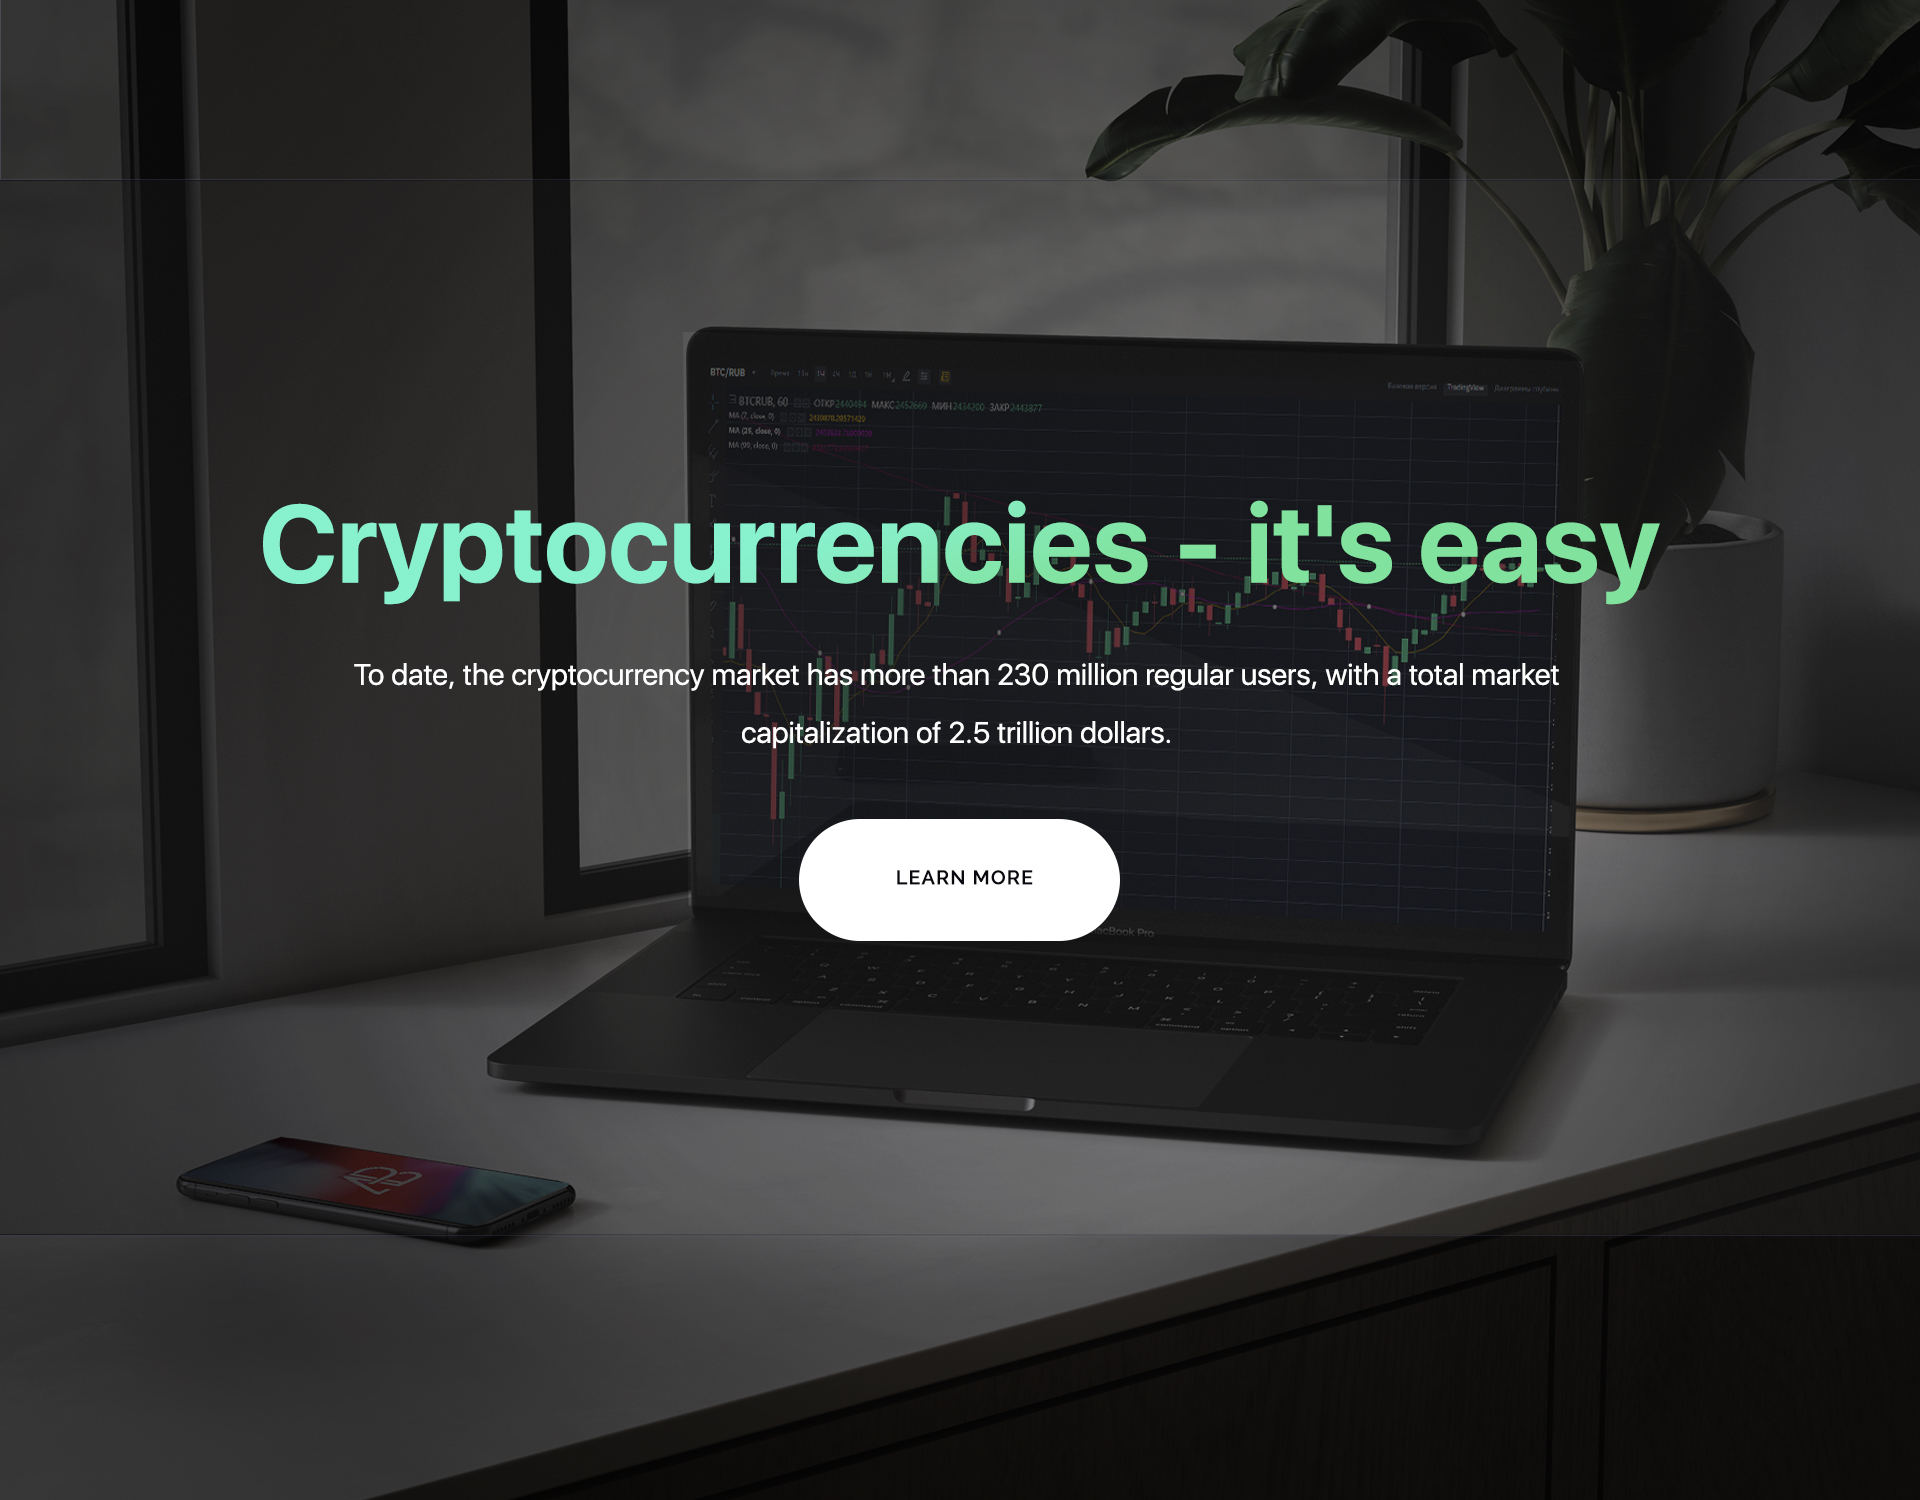 BTC/RUB
TradingView
BTCRUB, 60 ОТКР2440484 МАКС2452669 МИН2434200 ЗАКР2443877
MA (7, close, 0)
MA (25, close, 0)
MA (99, close, 0)
Cryptocurrencies - it's easy
To date, the cryptocurrency market has more than 230 million regular users, with a total market
capitalization of 2.5 trillion dollars.
LEARN MORE